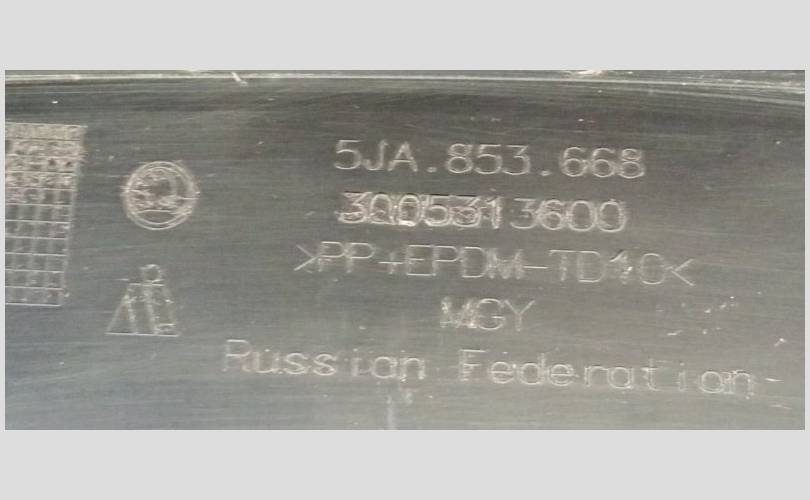 5JA.853.668
3005313600
>PP+EPDM-TD10<
MGY
Russian Federation